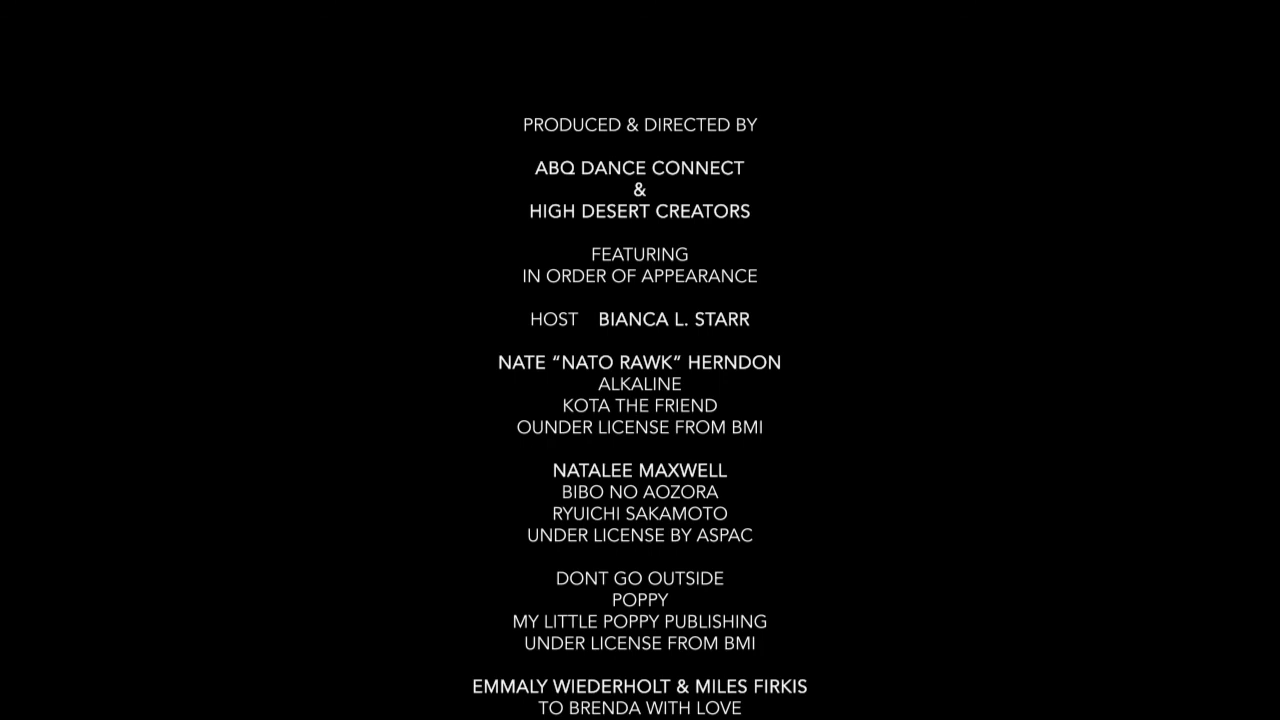 PRODUCED & DIRECTED BY
ABQ DANCE CONNECT
&
HIGH DESERT CREATORS
FEATURING
IN ORDER OF APPEARANCE
HOST BIANCA L. STARR
NATE “NATO RAWK” HERNDON
ALKALINE
KOTA THE FRIEND
OUNDER LICENSE FROM BMI
NATALEE MAXWELL
BIBO NO AOZORA
RYUICHI SAKAMOTO
UNDER LICENSE BY ASPAC
DONT GO OUTSIDE
POPPY
MY LITTLE POPPY PUBLISHING
UNDER LICENSE FROM BMI
EMMALY WIEDERHOLT & MILES FIRKIS
TO BRENDA WITH LOVE